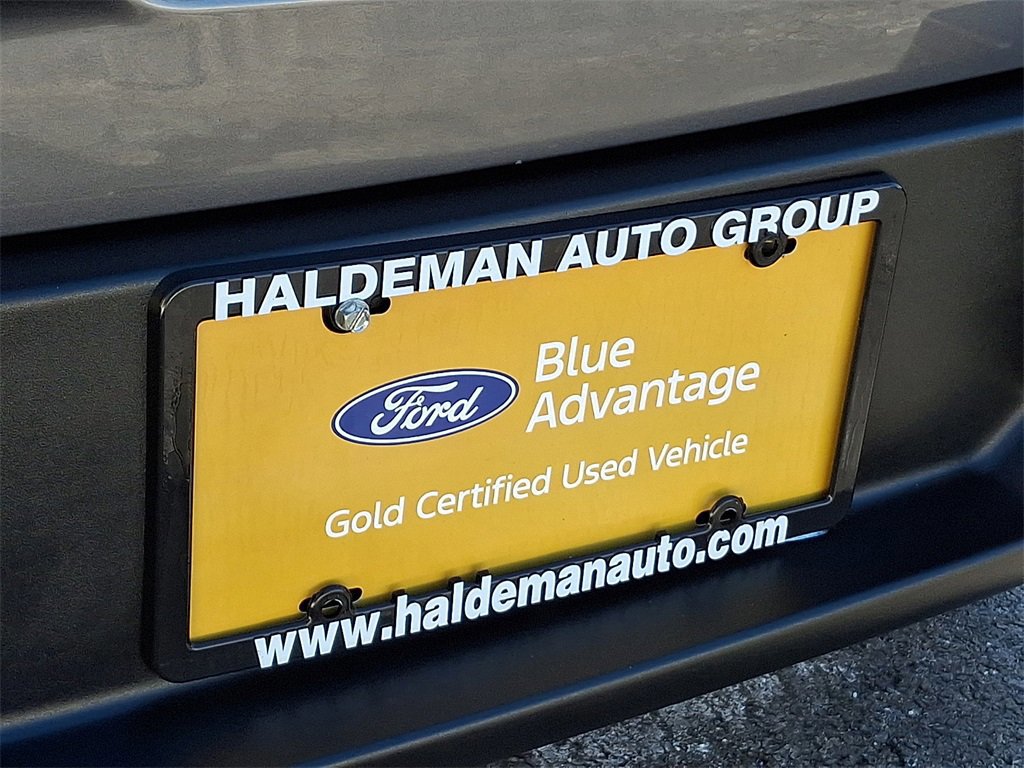 HALDEMAN AUTO GROUP
Ford
Blue
Advantage
Gold Certified Used Vehicle
www.haldemanauto.com